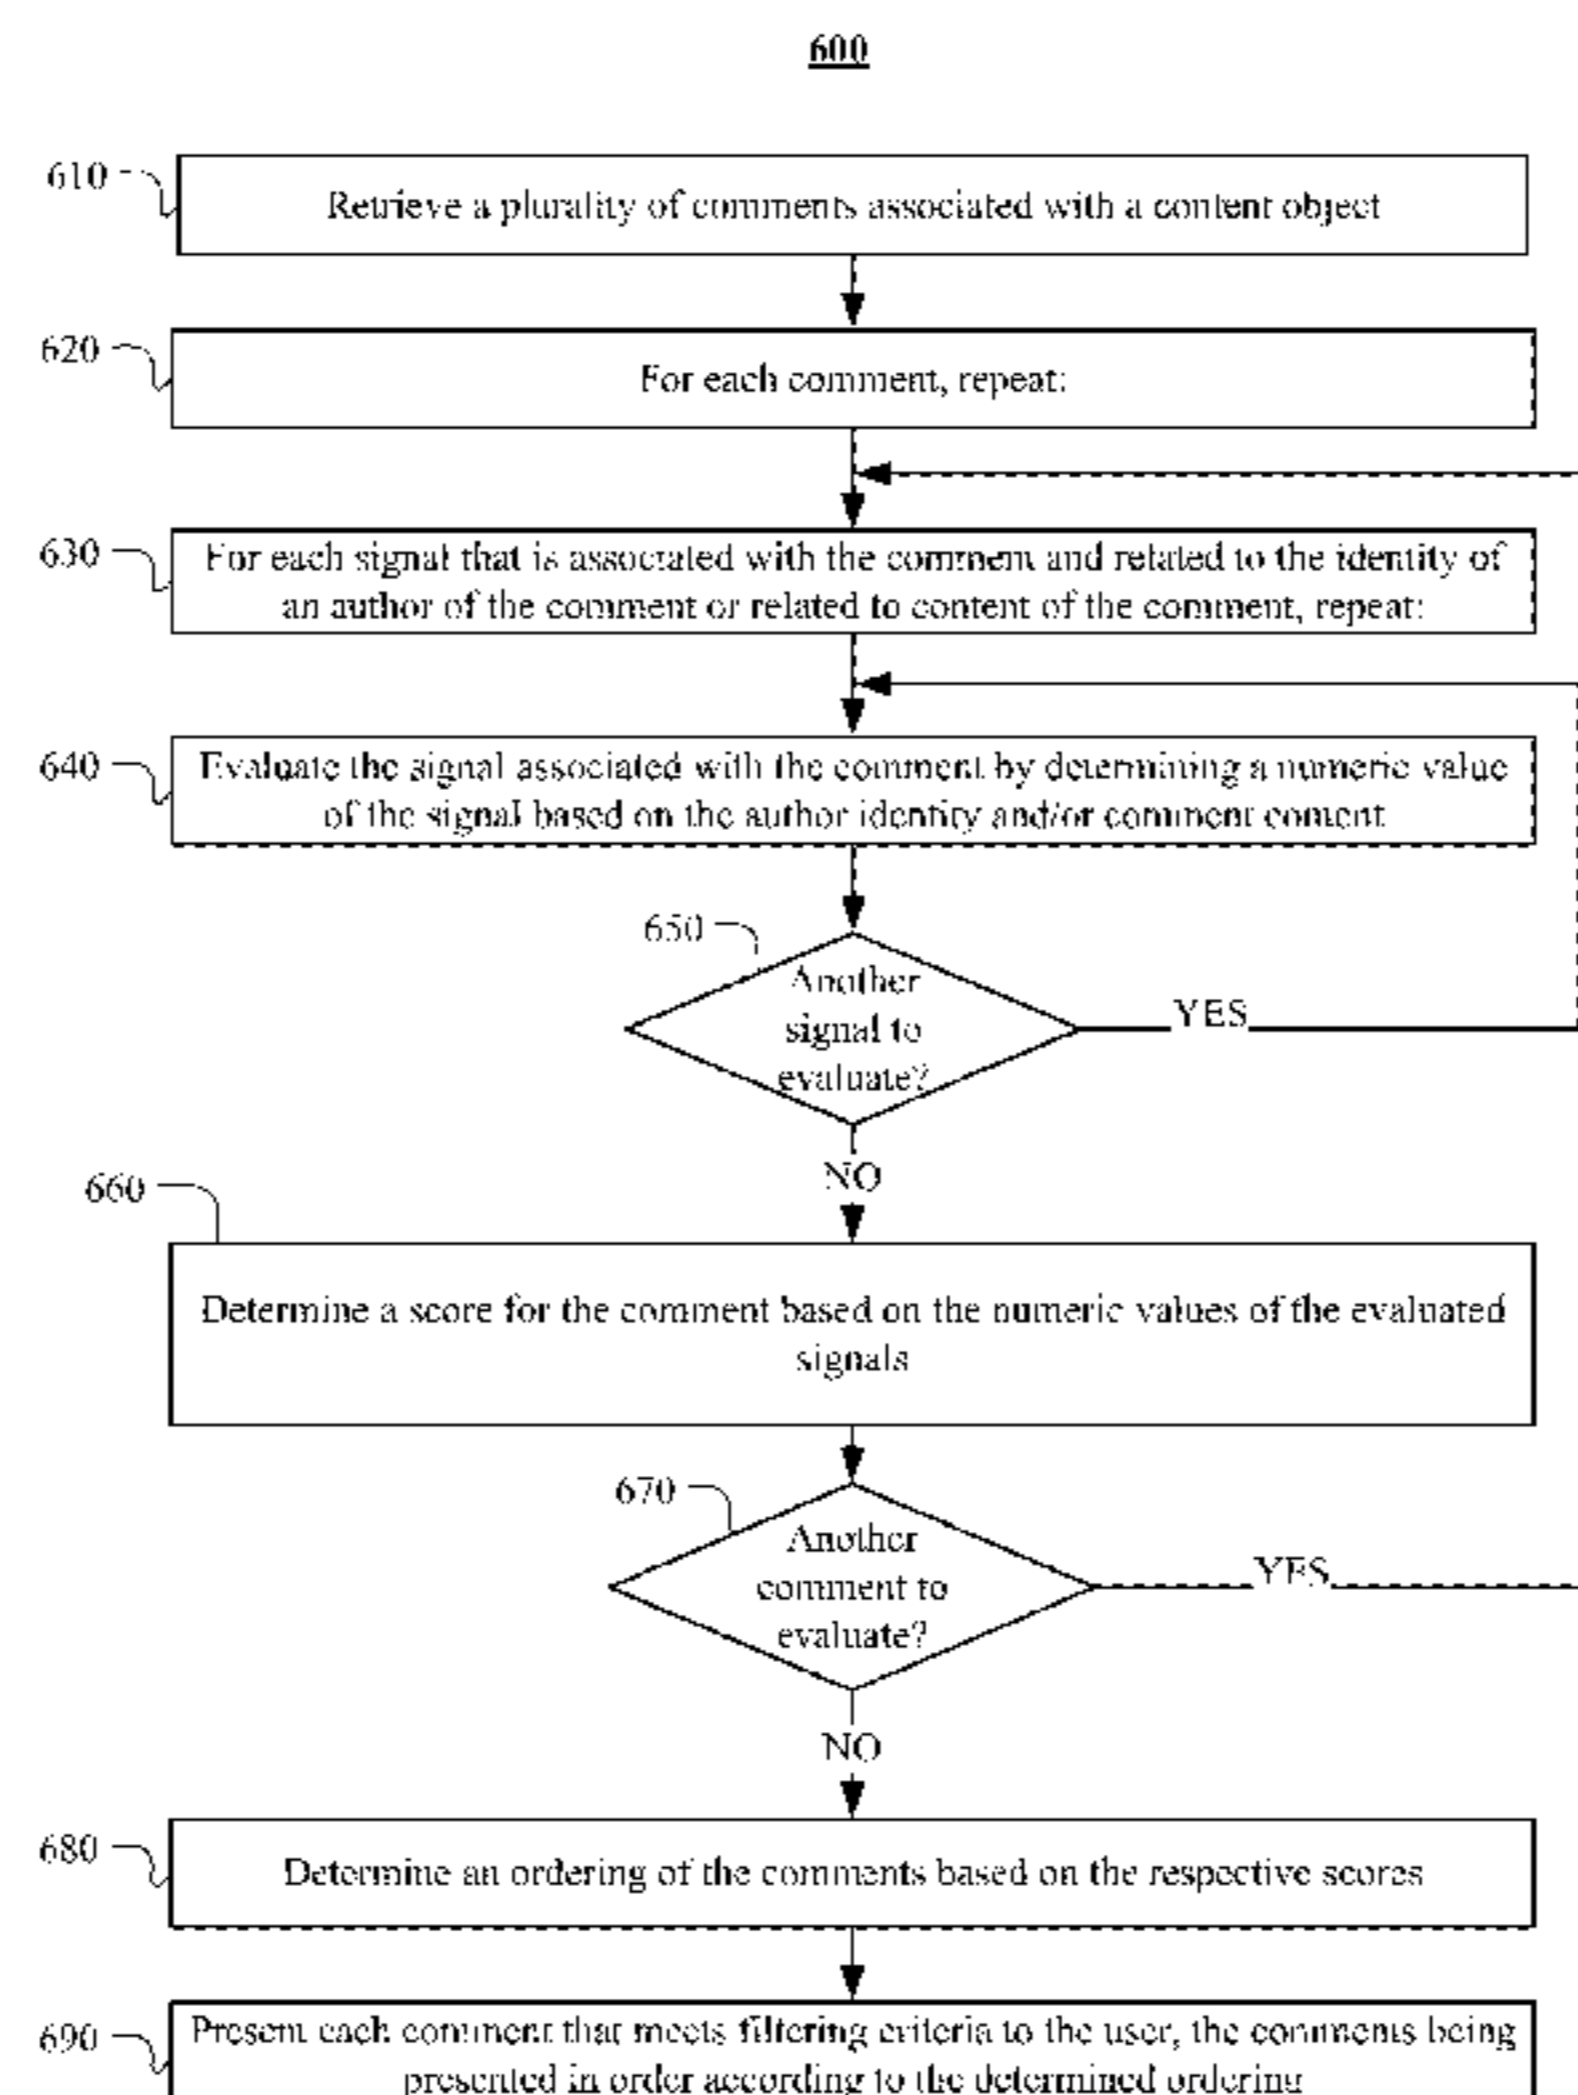 600
610
Retrieve a plurality of comments associated with a content object
620
For each comment, repeat:
630
For each signal that is associated with the comment and related to the identity of
an author of the comment or related to content of the comment, repeat:
640
Evaluate the signal associated with the comment by determining a numeric value
of the signal based on the author identity and/or comment content
650
Another
signal to
evaluate?
YES
NO
660
Determine a score for the comment based on the numeric values of the evaluated
signals
670
Another
comment to
evaluate?
YES
NO
680
Determine an ordering of the comments based on the respective scores
690
Present each comment that meets filtering criteria to the user, the comments being
presented in order according to the determined ordering